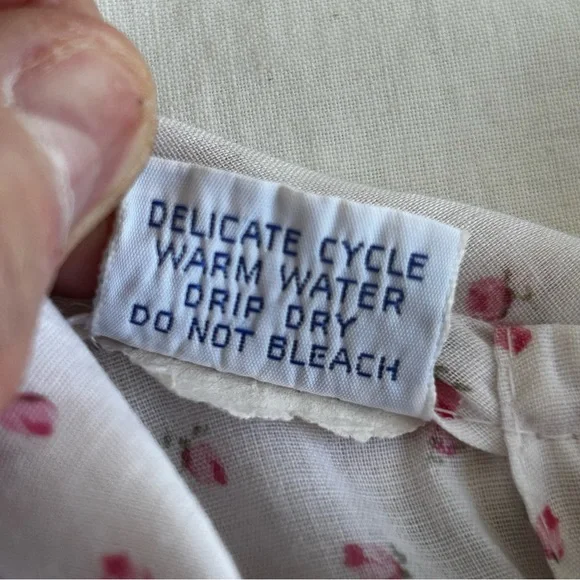 DELICATE CYCLE
WARM WATER
DRIP DRY
DO NOT BLEACH